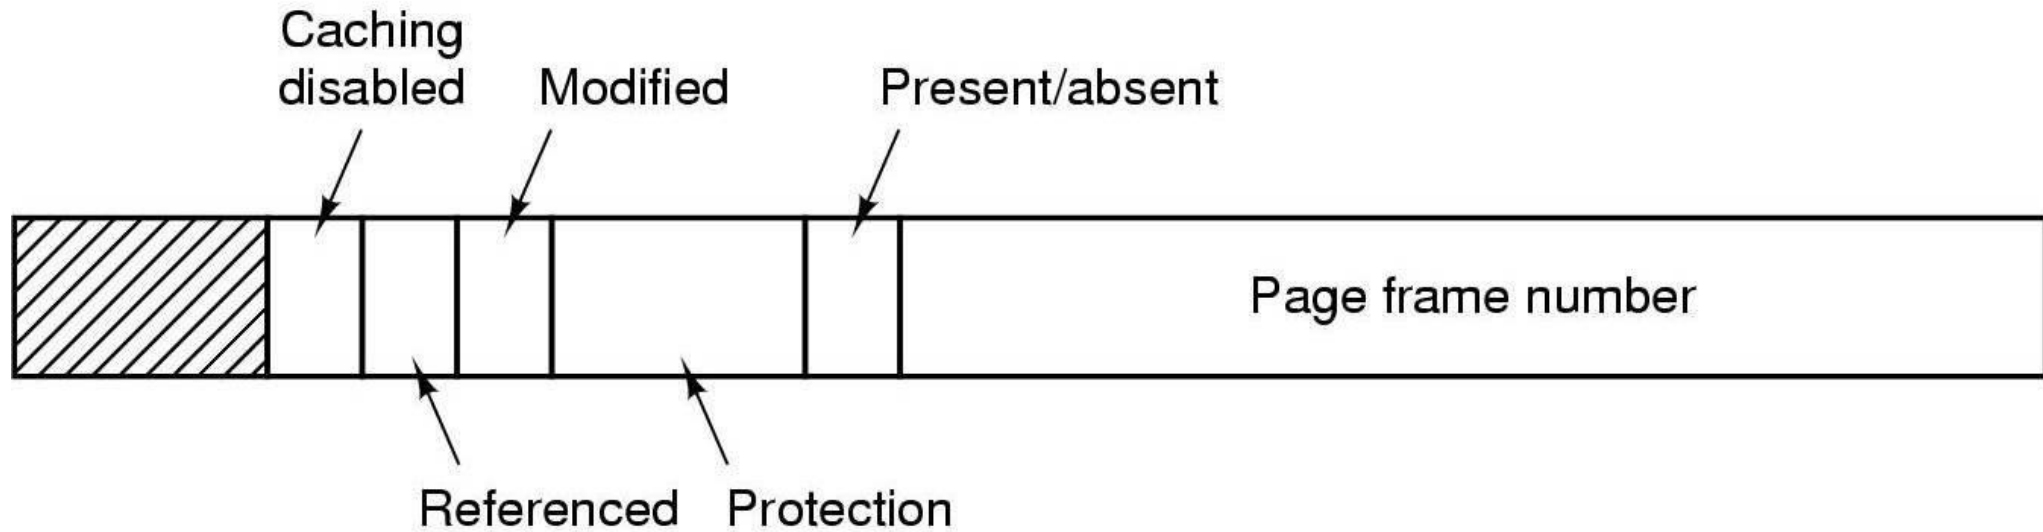 Caching
disabled
Modified
Present/absent
Page frame number
Referenced
Protection